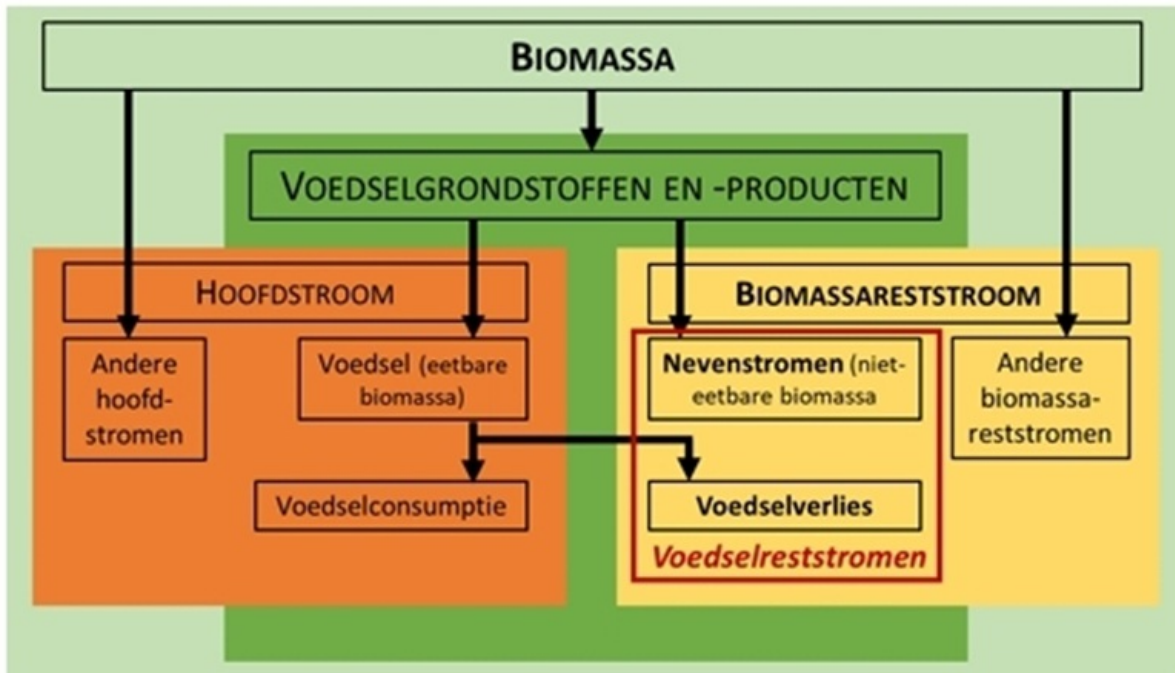 BIOMASSA
VOEDSELGRONDSTOFFEN EN -PRODUCTEN
HOOFDSTROOM
Andere
hoofd-
stromen
Voedsel (eetbare
biomassa)
Voedselconsumptie
BIOMASSARESTSTROOM
Nevenstromen (niet-
eetbare biomassa
Voedselverlies
Voedselreststromen
Andere
biomassa-
reststromen